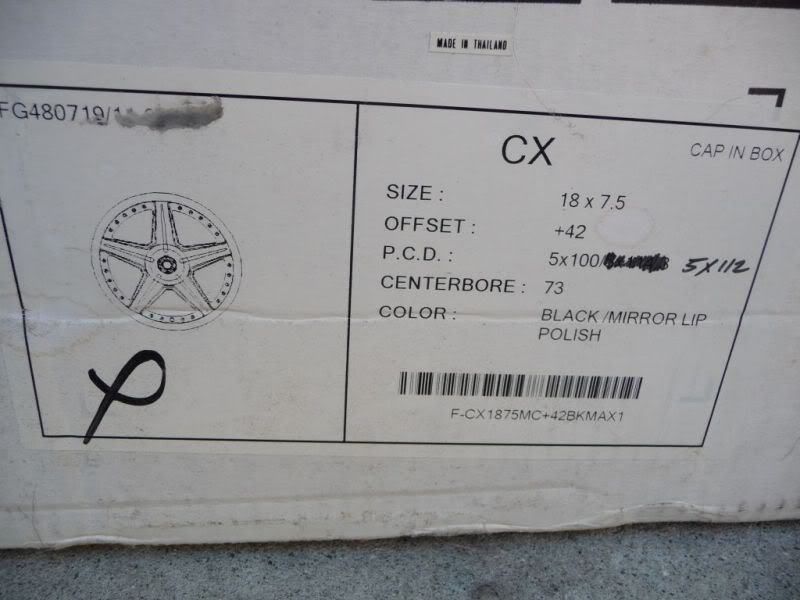 MADE IN THAILAND
FG480719/
CX
CAP IN BOX
SIZE : 18 x 7.5
OFFSET : +42
P.C.D. : 5x100/ 5X112
CENTERBORE : 73
COLOR : BLACK /MIRROR LIP
POLISH
F-CX1875MC+42BKMAX1